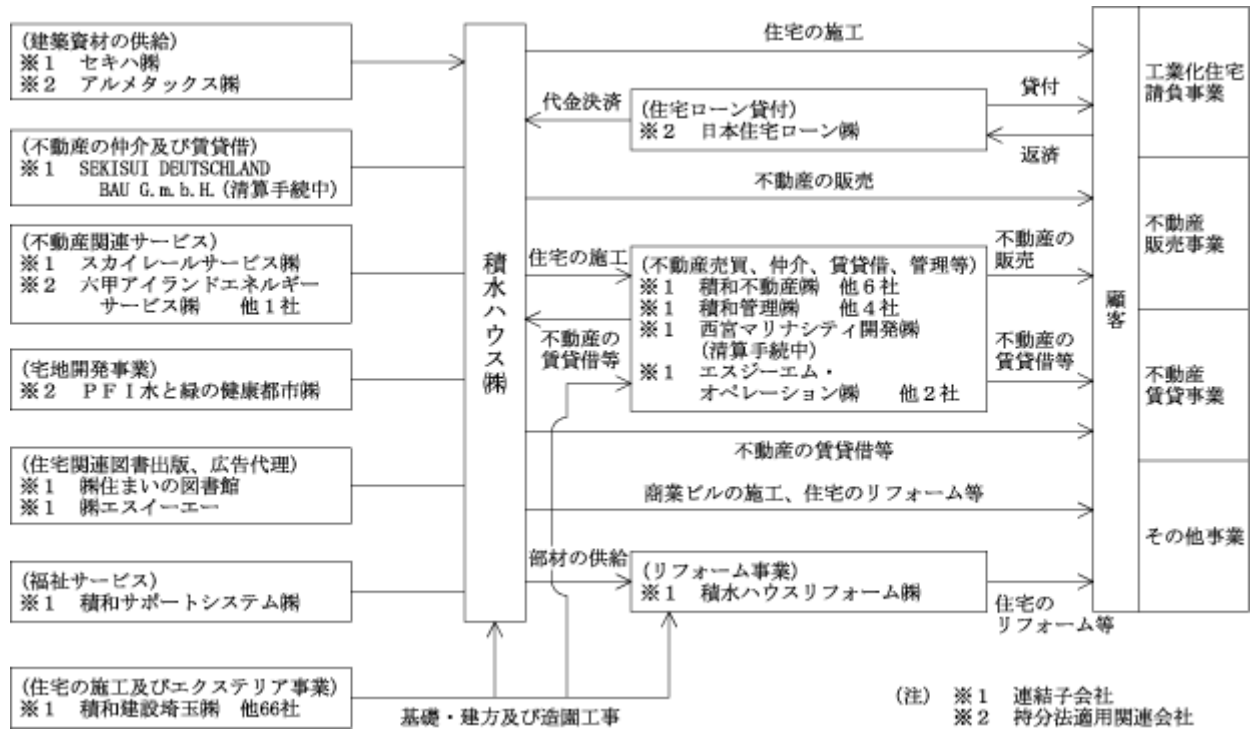 (建築資材の供給)
※1 セキハ㈱
※2 アルメタックス㈱
(不動産の仲介及び賃貸借)
※1 SEKISUI DEUTSCHLAND
BAU G.m.b.H.(清算手続中)
(不動産関連サービス)
※1 スカイレールサービス㈱
※2 六甲アイランドエネルギー
サービス㈱ 他1社
(宅地開発事業)
※2 PFI水と緑の健康都市㈱
(住宅関連図書出版、広告代理)
※1 ㈱住まいの図書館
※1 ㈱エスイーエー
(福祉サービス)
※1 積和サポートシステム㈱
(住宅の施工及びエクステリア事業)
※1 積和建設埼玉㈱ 他66社
積水ハウス㈱
住宅の施工
代金決済
(住宅ローン貸付)
※2 日本住宅ローン㈱
貸付
返済
不動産の販売
住宅の施工
不動産の
賃貸借等
(不動産売買、仲介、賃貸借、管理等)
※1 積和不動産㈱ 他6社
※1 積和管理㈱ 他4社
※1 西宮マリナシティ開発㈱
(清算手続中)
※1 エスジーエム・
オペレーション㈱ 他2社
不動産の
販売
不動産の
賃貸借等
不動産の賃貸借等
商業ビルの施工、住宅のリフォーム等
部材の供給
(リフォーム事業)
※1 積水ハウスリフォーム㈱
住宅の
リフォーム等
基礎・建方及び造園工事
顧客
工業化住宅
請負事業
不動産
販売事業
不動産
賃貸事業
その他事業
(注) ※1 連結子会社
※2 持分法適用関連会社